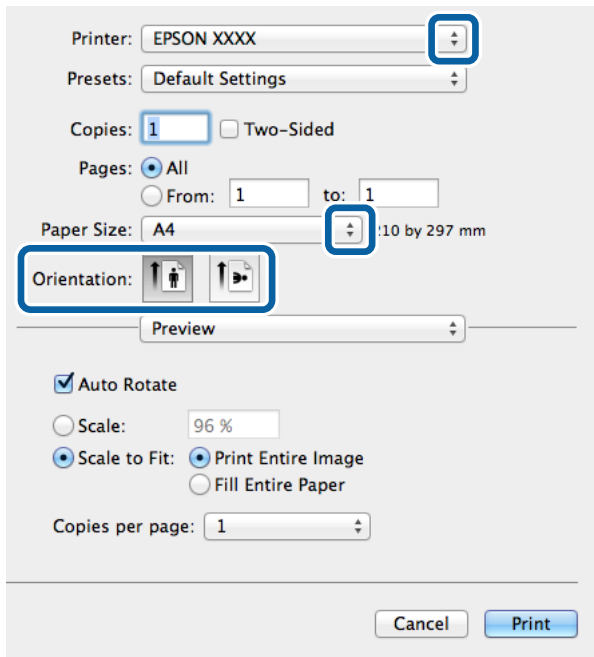 Printer: EPSON XXXX
Presets: Default Settings
Copies: 1 Two-Sided
Pages: All
From: 1 to: 1
Paper Size: A4 210 by 297 mm
Orientation:
Preview
Auto Rotate
Scale: 96 %
Scale to Fit: Print Entire Image
Fill Entire Paper
Copies per page: 1
Cancel Print